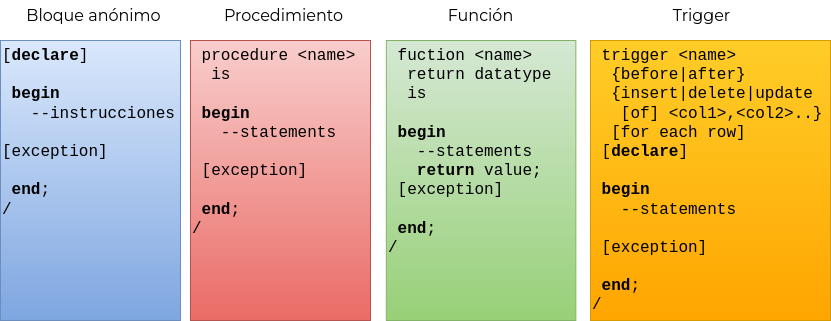 Bloque anónimo
[declare]
begin
--instrucciones
[exception]
end;
/
Procedimiento
procedure <name>
is
begin
--statements
[exception]
end;
/
Función
fuction <name>
return datatype
is
begin
--statements
return value;
[exception]
end;
/
Trigger
trigger <name>
{before|after}
{insert|delete|update
[of] <col1>,<col2>..}
[for each row]
[declare]
begin
--statements
[exception]
end;
/